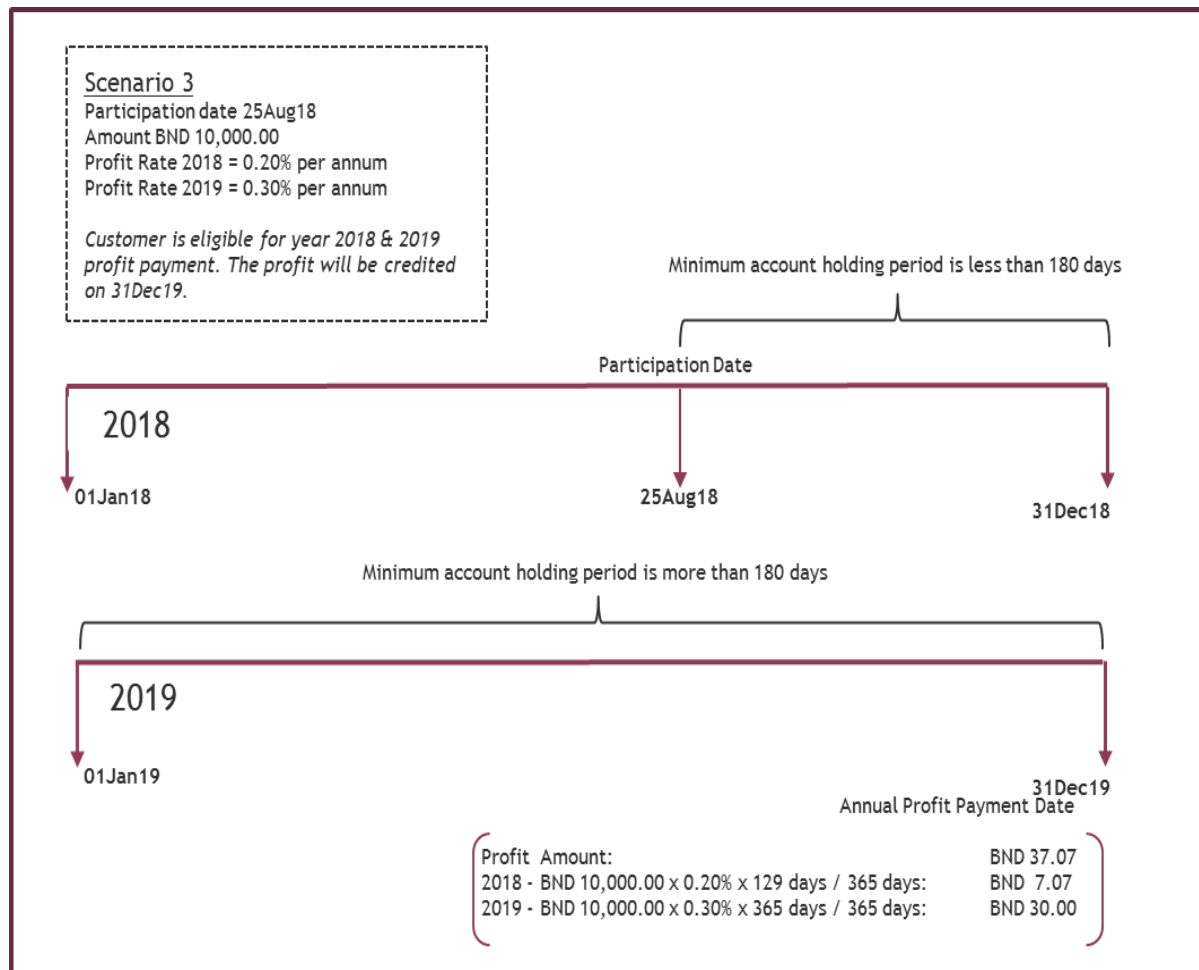 Scenario 3
Participation date 25Aug18
Amount BND 10,000.00
Profit Rate 2018 = 0.20% per annum
Profit Rate 2019 = 0.30% per annum
Customer is eligible for year 2018 & 2019
profit payment. The profit will be credited
on 31Dec19.
Minimum account holding period is less than 180 days
Participation Date
2018
01Jan18
25Aug18
31Dec18
Minimum account holding period is more than 180 days
2019
01Jan19
31Dec19
Annual Profit Payment Date
Profit Amount: BND 37.07
2018 - BND 10,000.00 x 0.20% x 129 days / 365 days: BND 7.07
2019 - BND 10,000.00 x 0.30% x 365 days / 365 days: BND 30.00